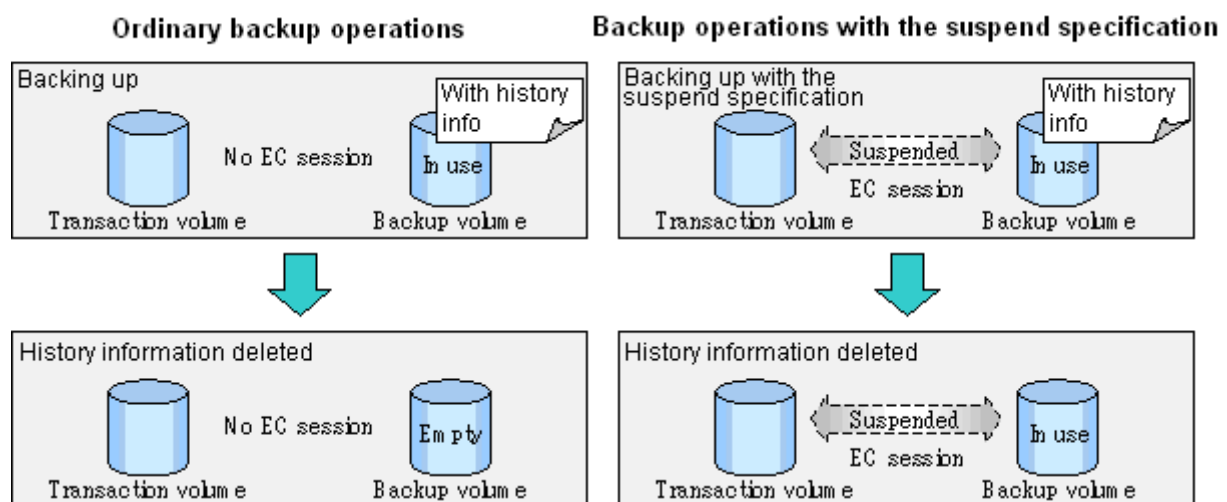 Ordinary backup operations
Backing up
With history
info
No EC session
In use
Transaction volume
Backup volume
History information deleted
No EC session
Empty
Transaction volume
Backup volume
Backup operations with the suspend specification
Backing up with the
suspend specification
With history
info
Suspended
EC session
In use
Transaction volume
Backup volume
History information deleted
Suspended
EC session
In use
Transaction volume
Backup volume